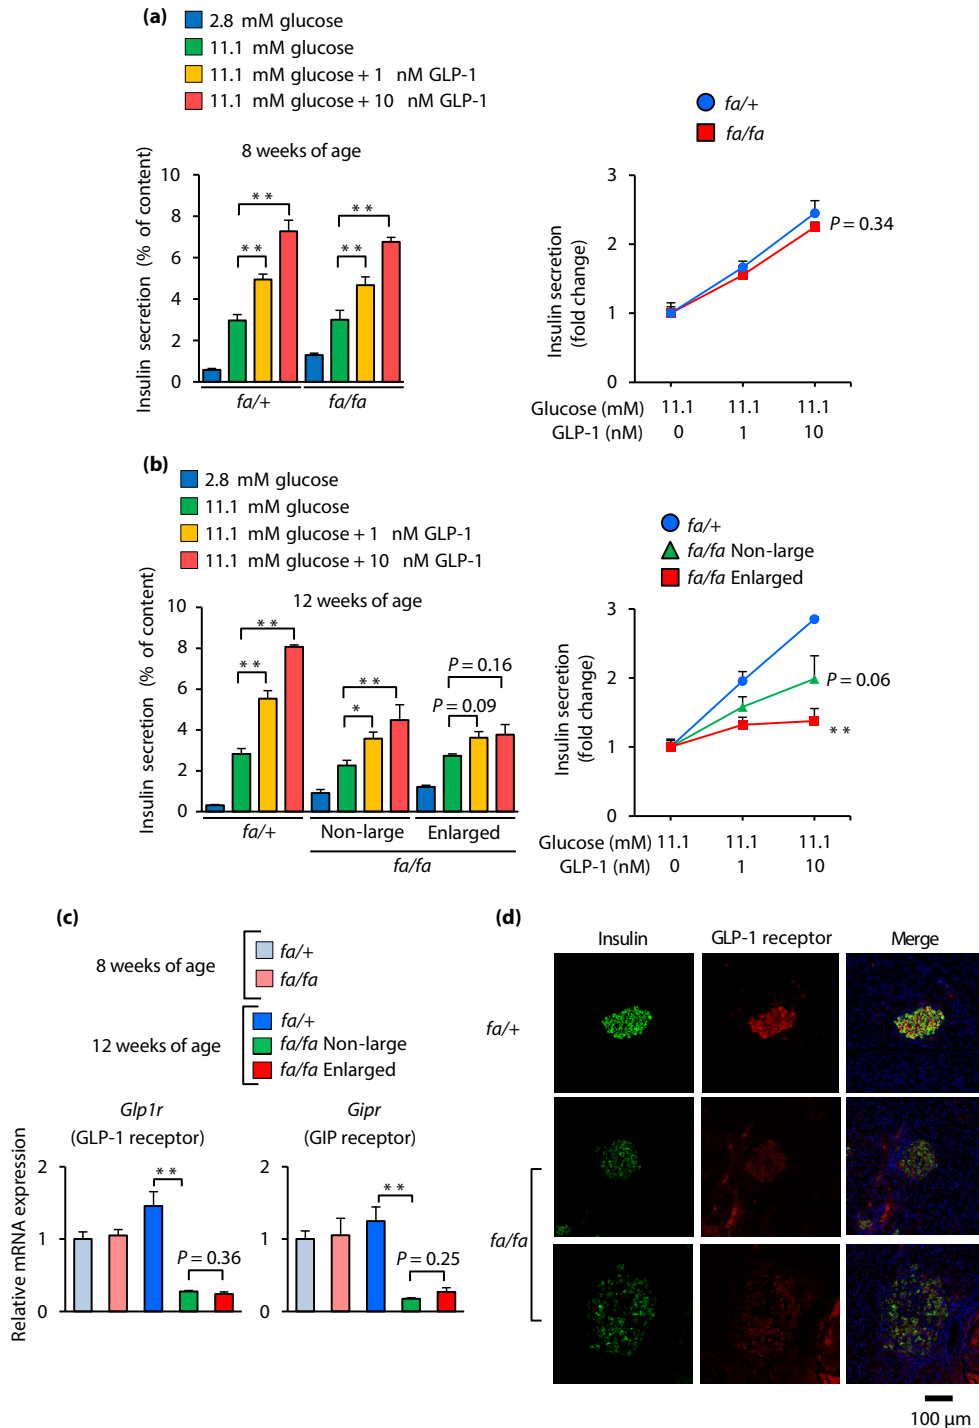 (a)
2.8 mM glucose
11.1 mM glucose
11.1 mM glucose + 1 nM GLP-1
11.1 mM glucose + 10 nM GLP-1
8 weeks of age
Insulin secretion (% of content)
10
8
6
4
2
0
**
**
**
**
fa/+
fa/fa
fa/+
fa/fa
Insulin secretion
(fold change)
3
2
1
0
P = 0.34
Glucose (mM) 11.1 11.1 11.1
GLP-1 (nM) 0 1 10
(b)
2.8 mM glucose
11.1 mM glucose
11.1 mM glucose + 1 nM GLP-1
11.1 mM glucose + 10 nM GLP-1
12 weeks of age
Insulin secretion (% of content)
10
8
6
4
2
0
**
**
**
*
P = 0.16
P = 0.09
fa/+
Non-large
Enlarged
fa/fa
fa/+
fa/fa Non-large
fa/fa Enlarged
Insulin secretion
(fold change)
3
2
1
0
P = 0.06
**
Glucose (mM) 11.1 11.1 11.1
GLP-1 (nM) 0 1 10
(c)
8 weeks of age
fa/+
fa/fa
12 weeks of age
fa/+
fa/fa Non-large
fa/fa Enlarged
Relative mRNA expression
Glp1r
(GLP-1 receptor)
2
1
0
**
P = 0.36
Gipr
(GIP receptor)
2
1
0
**
P = 0.25
(d)
Insulin
GLP-1 receptor
Merge
fa/+
fa/fa
100 µm